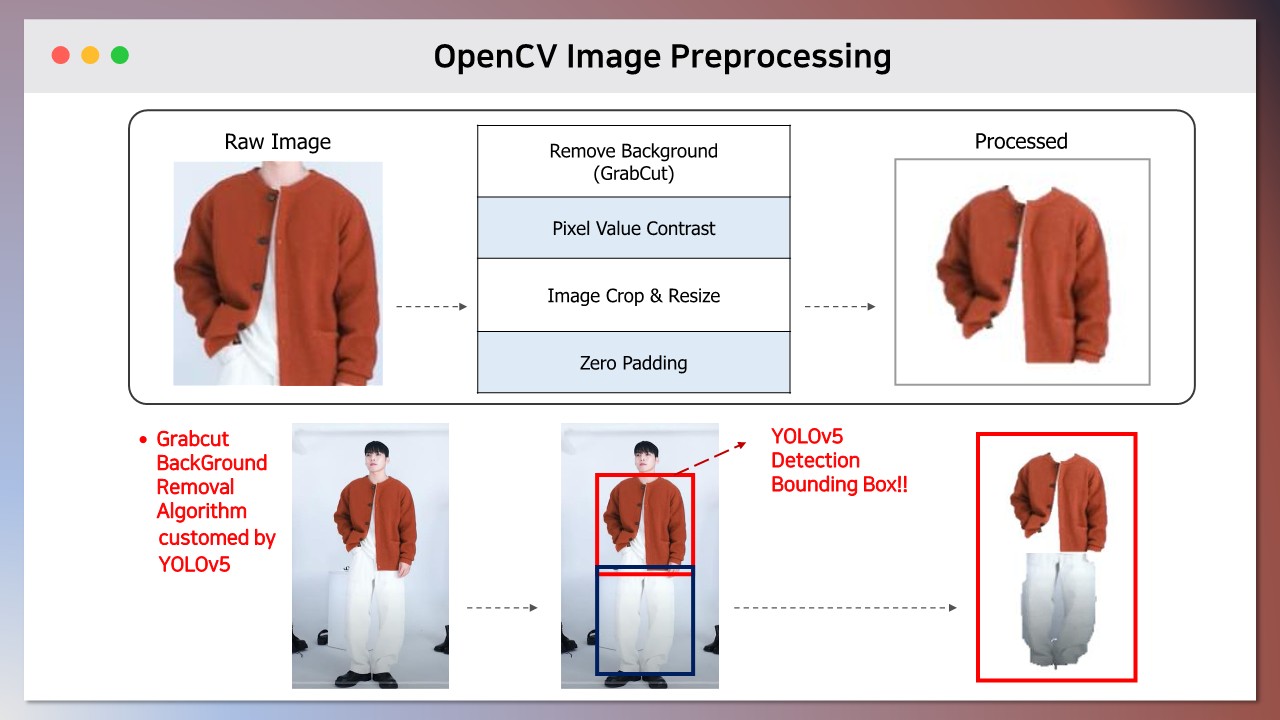 OpenCV Image Preprocessing
Raw Image
Remove Background
(GrabCut)
Pixel Value Contrast
Image Crop & Resize
Zero Padding
Processed
• Grabcut
BackGround
Removal
Algorithm
customed by
YOLOv5
YOLOv5
Detection
Bounding Box!!